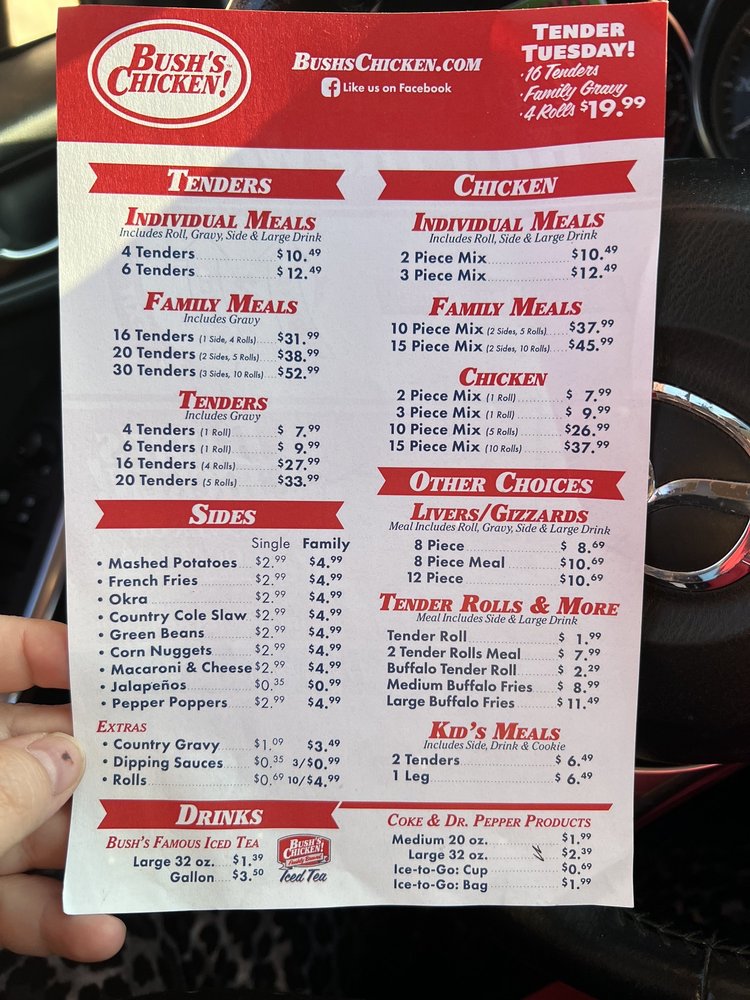 BUSH'S CHICKEN!
BUSHSCHICKEN.COM
Like us on Facebook
TENDER TUESDAY!
• 16 Tenders
• Family Gravy
• 4 Rolls $19.99
TENDERS
INDIVIDUAL MEALS
Includes Roll, Gravy, Side & Large Drink
4 Tenders $10.49
6 Tenders $12.49
FAMILY MEALS
Includes Gravy
16 Tenders (1 Side, 4 Rolls) $31.99
20 Tenders (2 Sides, 5 Rolls) $38.99
30 Tenders (3 Sides, 10 Rolls) $52.99
TENDERS
Includes Gravy
4 Tenders (1 Roll) $ 7.99
6 Tenders (1 Roll) $ 9.99
16 Tenders (4 Rolls) $27.99
20 Tenders (5 Rolls) $33.99
SIDES
Single Family
• Mashed Potatoes $2.99 $4.99
• French Fries $2.99 $4.99
• Okra $2.99 $4.99
• Country Cole Slaw $2.99 $4.99
• Green Beans $2.99 $4.99
• Corn Nuggets $2.99 $4.99
• Macaroni & Cheese $2.99 $4.99
• Jalapeños $0.35 $0.99
• Pepper Poppers $2.99 $4.99
EXTRAS
• Country Gravy $1.09 $3.49
• Dipping Sauces $0.35 3/$0.99
• Rolls $0.69 10/$4.99
CHICKEN
INDIVIDUAL MEALS
Includes Roll, Side & Large Drink
2 Piece Mix $10.49
3 Piece Mix $12.49
FAMILY MEALS
10 Piece Mix (2 Sides, 5 Rolls) $37.99
15 Piece Mix (2 Sides, 10 Rolls) $45.99
CHICKEN
2 Piece Mix (1 Roll) $ 7.99
3 Piece Mix (1 Roll) $ 9.99
10 Piece Mix (5 Rolls) $26.99
15 Piece Mix (10 Rolls) $37.99
OTHER CHOICES
LIVERS/GIZZARDS
Meal Includes Roll, Gravy, Side & Large Drink
8 Piece $ 8.69
8 Piece Meal $10.69
12 Piece $10.69
TENDER ROLLS & MORE
Meal Includes Side & Large Drink
Tender Roll $ 1.99
2 Tender Rolls Meal $ 7.99
Buffalo Tender Roll $ 2.29
Medium Buffalo Fries $ 8.99
Large Buffalo Fries $ 11.49
KID'S MEALS
Includes Side, Drink & Cookie
2 Tenders $ 6.49
1 Leg $ 6.49
DRINKS
BUSH'S FAMOUS ICED TEA
Large 32 oz. $1.39
Gallon $3.50
BUSH'S CHICKEN!
Iced Tea
COKE & DR. PEPPER PRODUCTS
Medium 20 oz. $1.99
Large 32 oz. $2.39
Ice-to-Go: Cup $0.69
Ice-to-Go: Bag $1.99